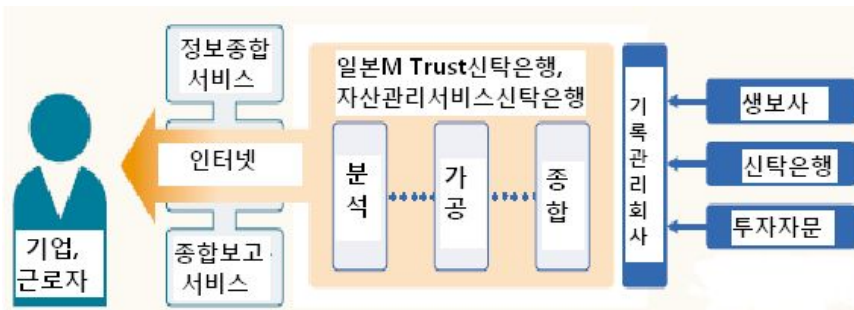 정보종합
서비스
인터넷
종합보고
서비스
기업,
근로자
일본M Trust신탁은행,
자산관리서비스신탁은행
분석
가공
종합
기록관리회사
생보사
신탁은행
투자자문